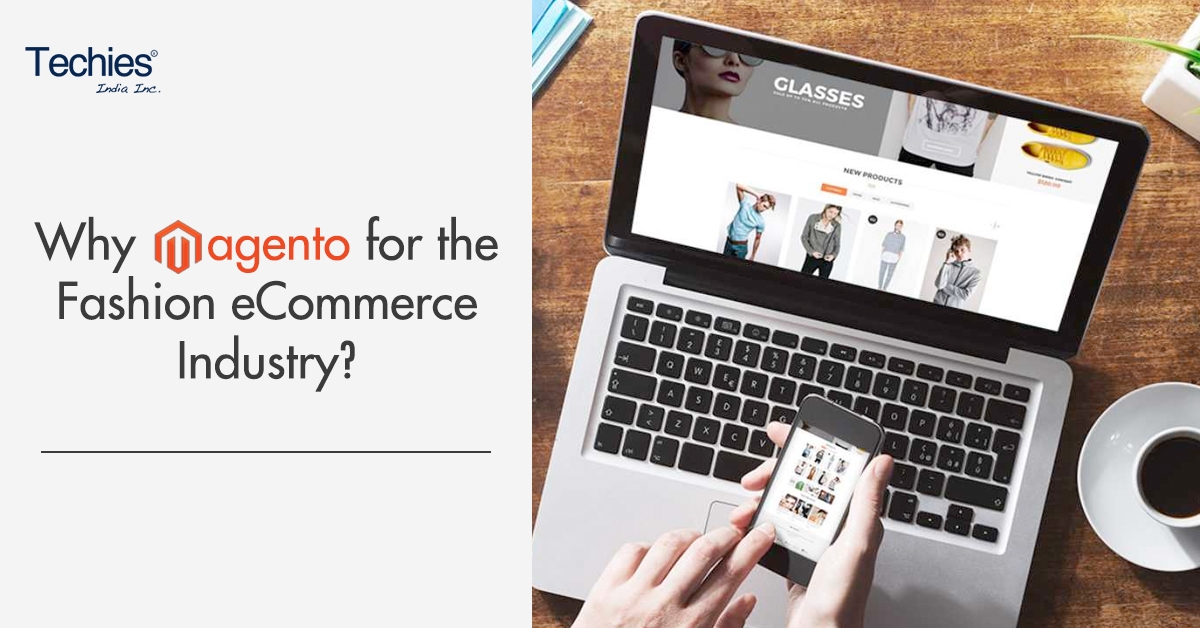 Techies®
India Inc.
Why Magento for the
Fashion eCommerce
Industry?
GLASSES
NEW PRODUCTS